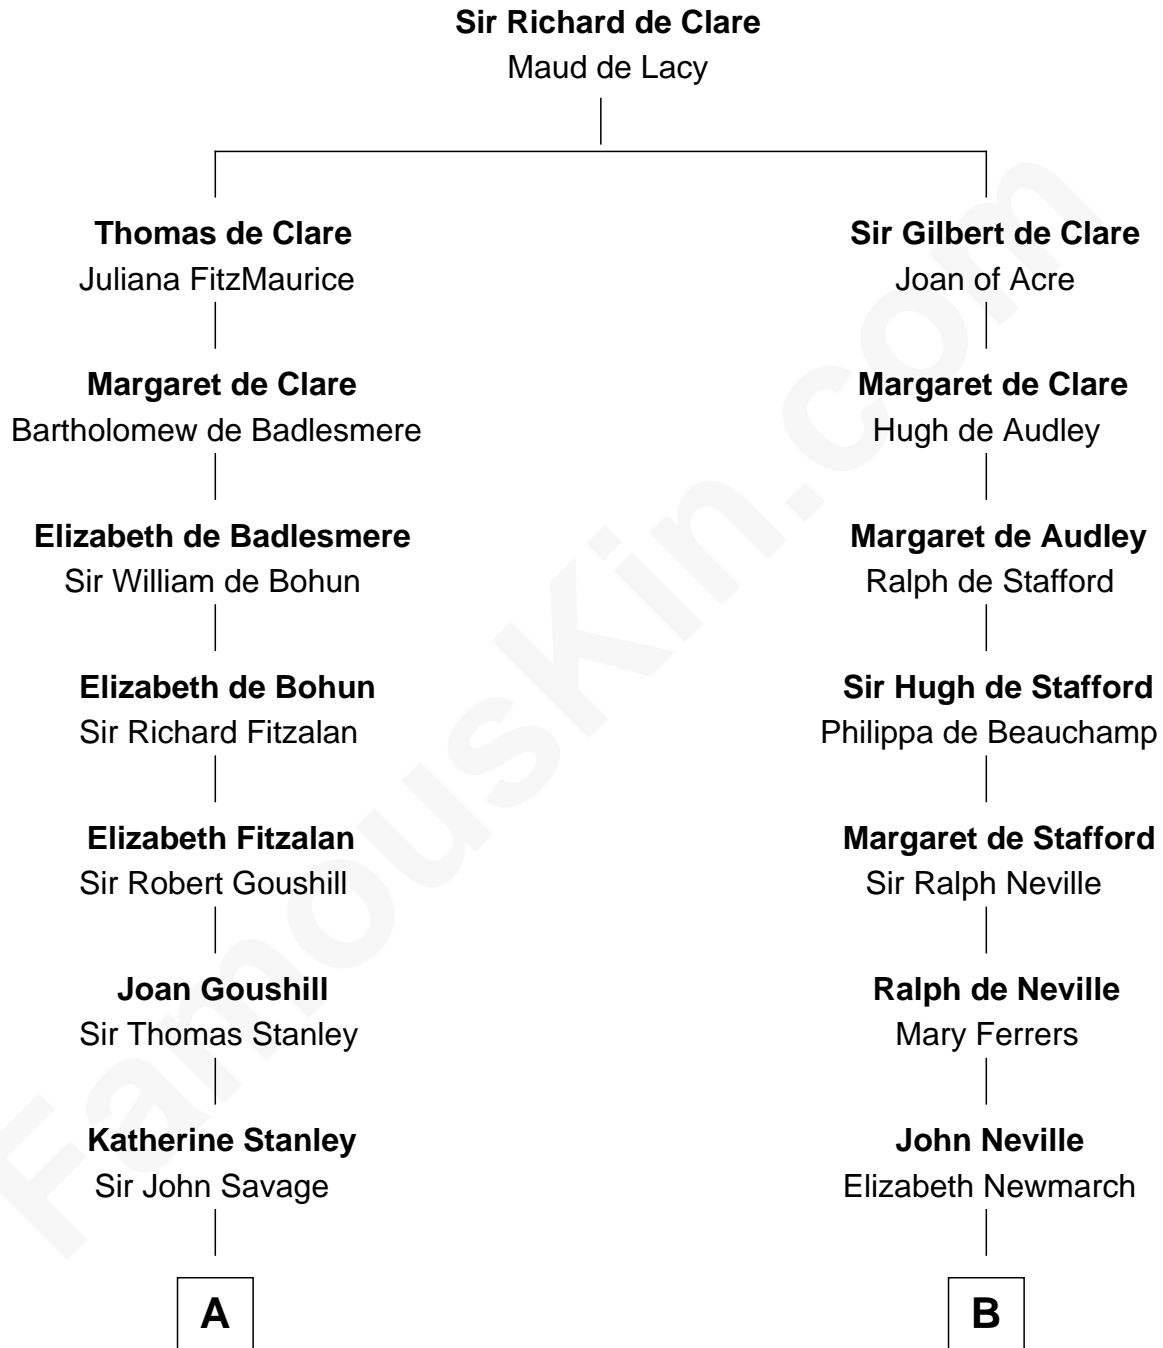 Sir Richard de Clare
Maud de Lacy
Thomas de Clare
Juliana FitzMaurice
Sir Gilbert de Clare
Joan of Acre
Margaret de Clare
Bartholomew de Badlesmere
Margaret de Clare
Hugh de Audley
Elizabeth de Badlesmere
Sir William de Bohun
Margaret de Audley
Ralph de Stafford
Elizabeth de Bohun
Sir Richard Fitzalan
Sir Hugh de Stafford
Philippa de Beauchamp
Elizabeth Fitzalan
Sir Robert Goushill
Margaret de Stafford
Sir Ralph Neville
Joan Goushill
Sir Thomas Stanley
Ralph de Neville
Mary Ferrers
Katherine Stanley
Sir John Savage
John Neville
Elizabeth Newmarch
A
B
FamousKin.com